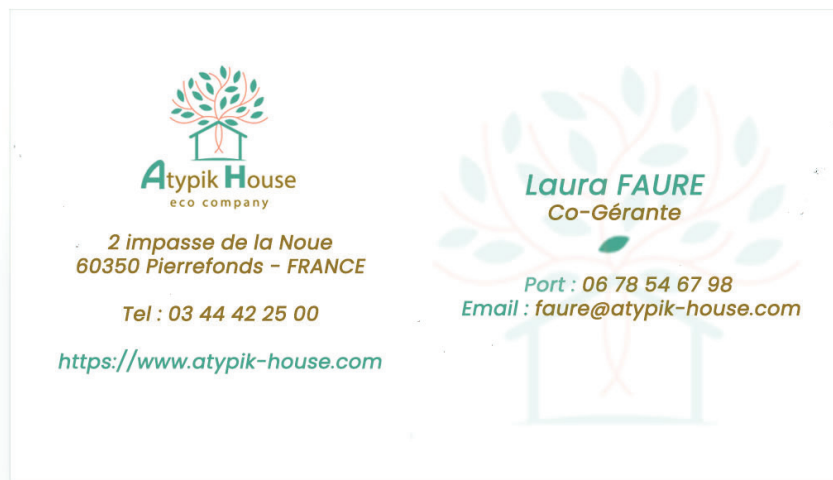 Atypik House
eco company
2 impasse de la Noue
60350 Pierrefonds - FRANCE
Tel : 03 44 42 25 00
https://www.atypik-house.com
Laura FAURE
Co-Gérante
Port : 06 78 54 67 98
Email : faure@atypik-house.com